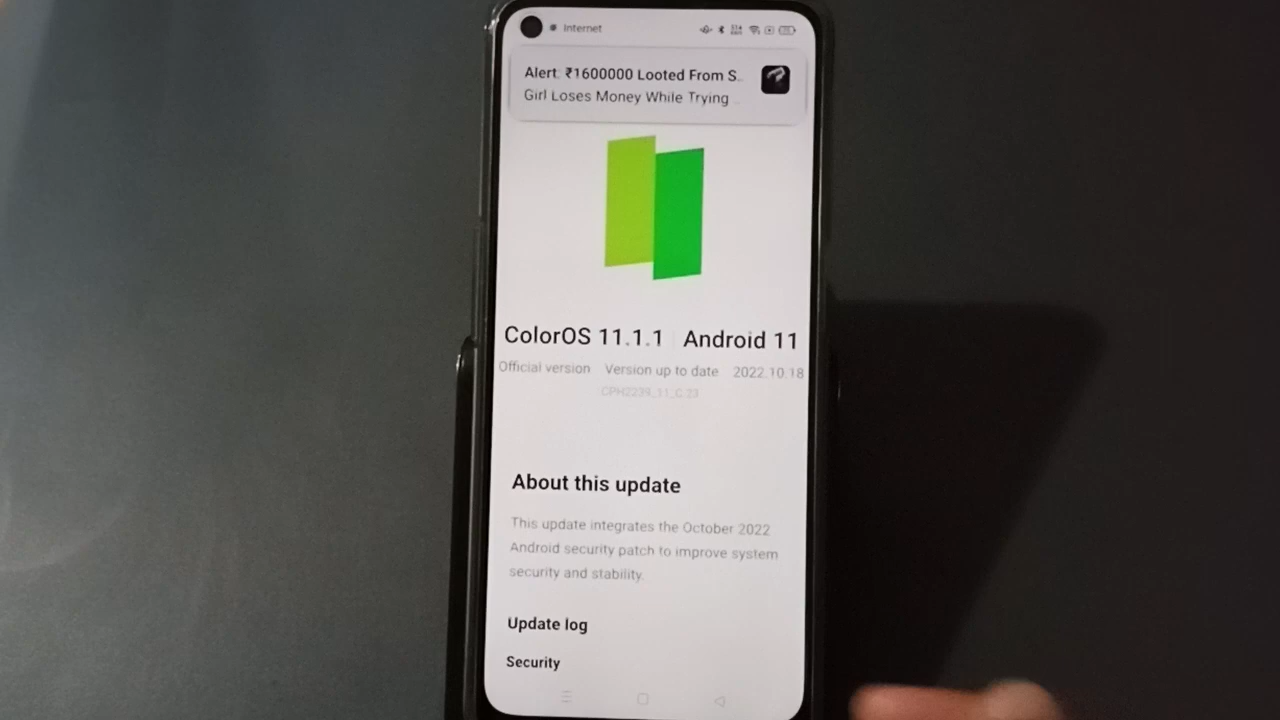 Internet
Alert: ₹1600000 Looted From S..
Girl Loses Money While Trying ..
ColorOS 11.1.1 Android 11
Official version Version up to date 2022.10.18
CPH2239_11_C.23
About this update
This update integrates the October 2022
Android security patch to improve system
security and stability.
Update log
Security